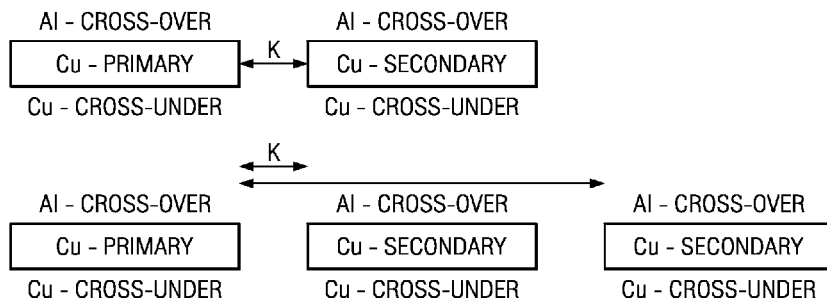 Al - CROSS-OVER Al - CROSS-OVER
Cu - PRIMARY K Cu - SECONDARY
Cu - CROSS-UNDER Cu - CROSS-UNDER
K
Al - CROSS-OVER Al - CROSS-OVER Al - CROSS-OVER
Cu - PRIMARY Cu - SECONDARY Cu - SECONDARY
Cu - CROSS-UNDER Cu - CROSS-UNDER Cu - CROSS-UNDER